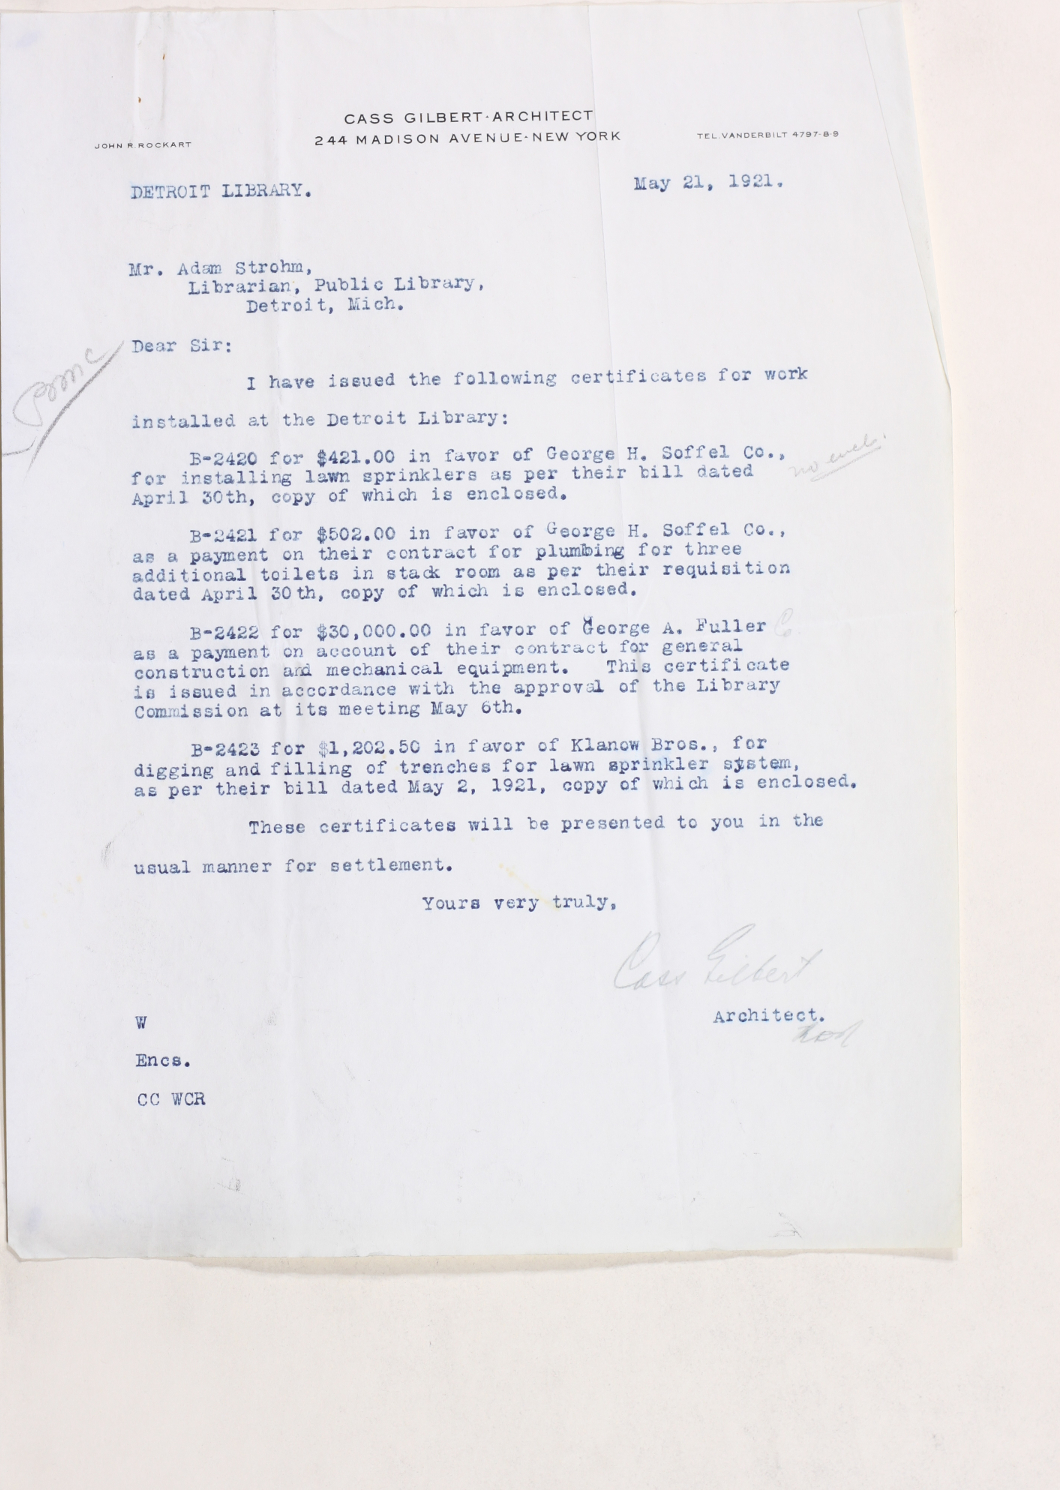 CASS GILBERT·ARCHITECT
244 MADISON AVENUE·NEW YORK
JOHN R. ROCKART
TEL. VANDERBILT 4797-8-9
DETROIT LIBRARY.
May 21, 1921.
Mr. Adam Strohm,
Librarian, Public Library,
Detroit, Mich.
Dear Sir:
I have issued the following certificates for work
installed at the Detroit Library:
B-2420 for $421.00 in favor of George H. Soffel Co.,
for installing lawn sprinklers as per their bill dated
April 30th, copy of which is enclosed.
no encl.
B-2421 for $502.00 in favor of George H. Soffel Co.,
as a payment on their contract for plumbing for three
additional toilets in stack room as per their requisition
dated April 30th, copy of which is enclosed.
B-2422 for $30,000.00 in favor of George A. Fuller C.
as a payment on account of their contract for general
construction and mechanical equipment. This certificate
is issued in accordance with the approval of the Library
Commission at its meeting May 6th.
B-2423 for $1,202.50 in favor of Klanow Bros., for
digging and filling of trenches for lawn sprinkler system,
as per their bill dated May 2, 1921, copy of which is enclosed.
These certificates will be presented to you in the
usual manner for settlement.
Yours very truly,
Cass Gilbert
Architect.
W
Encs.
CC WCR